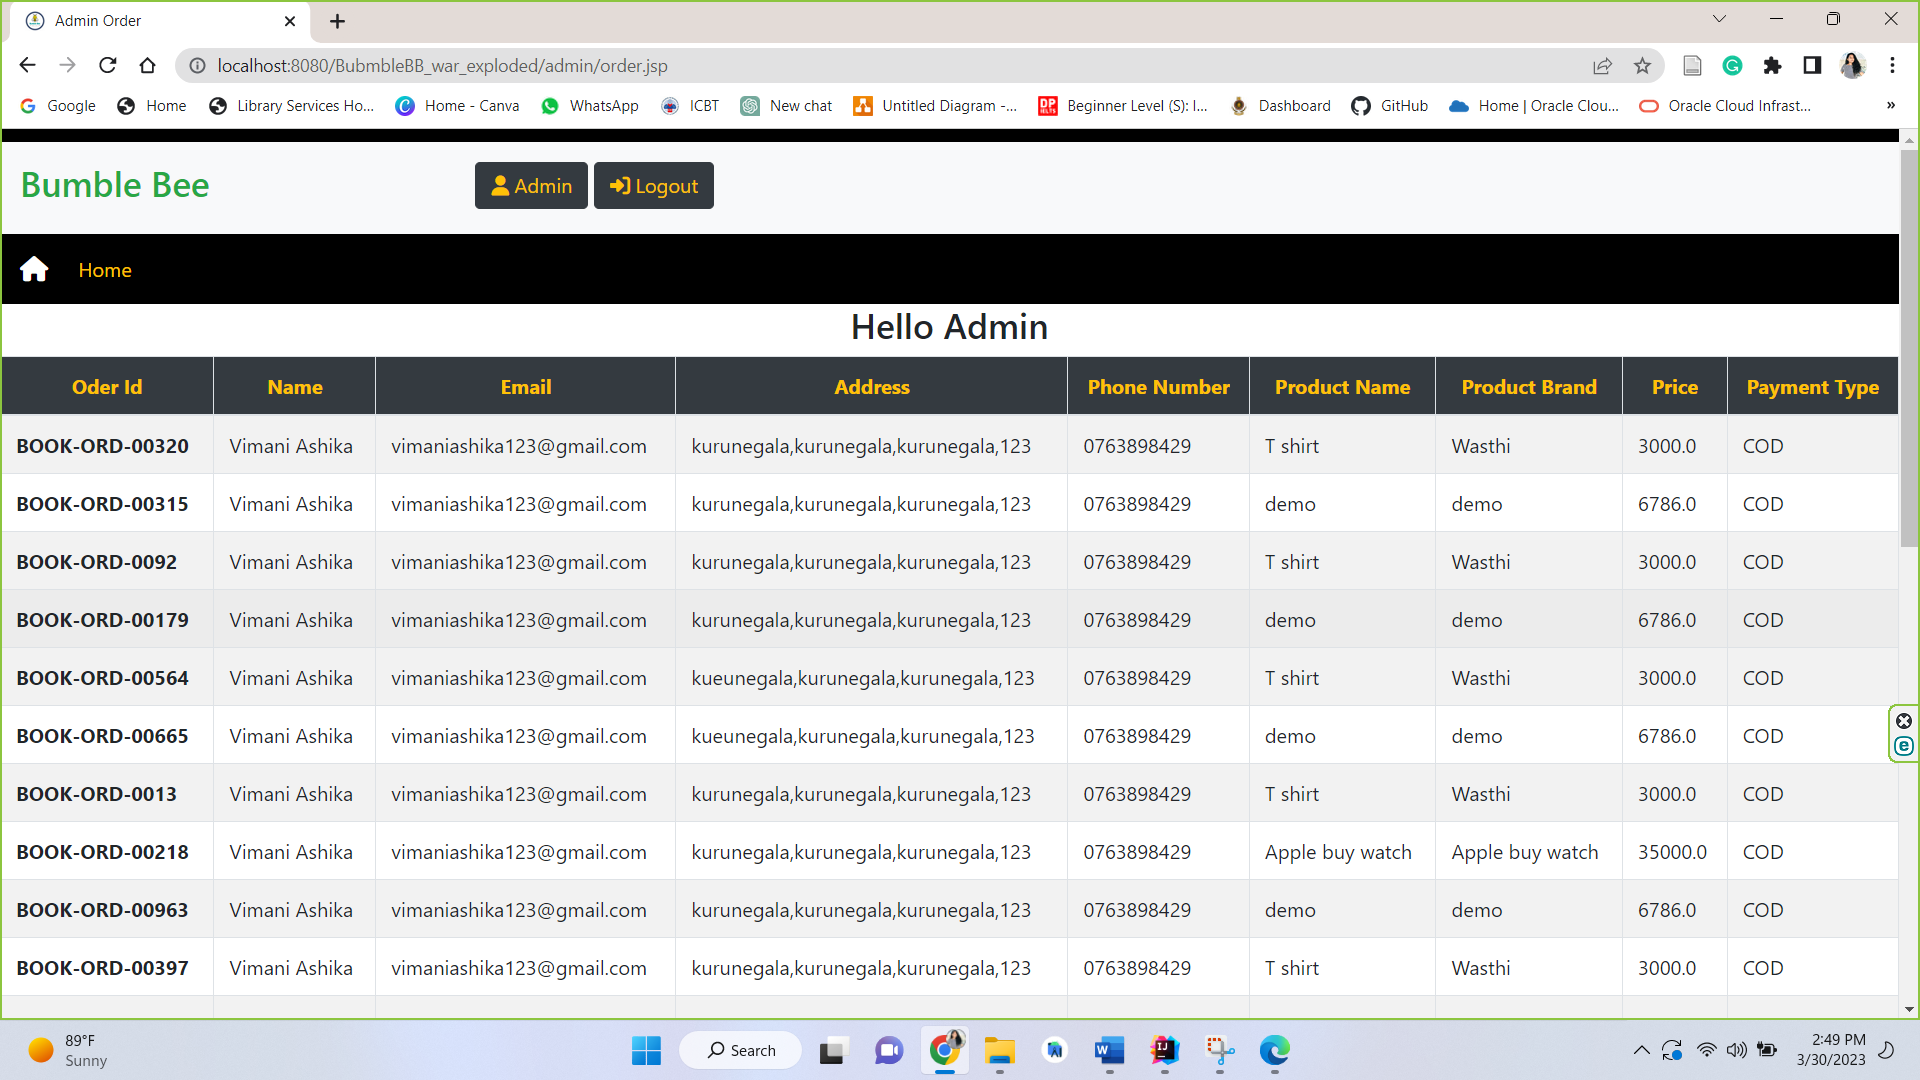 Admin Order
localhost:8080/BubmbleBB_war_exploded/admin/order.jsp
Google Home Library Services Ho... Home - Canva WhatsApp ICBT New chat Untitled Diagram -... Beginner Level (S): I... Dashboard GitHub Home | Oracle Clou... Oracle Cloud Infrast... »
Bumble Bee Admin Logout
Home
Hello Admin
Oder Id Name Email Address Phone Number Product Name Product Brand Price Payment Type
BOOK-ORD-00320 Vimani Ashika vimaniashika123@gmail.com kurunegala,kurunegala,kurunegala,123 0763898429 T shirt Wasthi 3000.0 COD
BOOK-ORD-00315 Vimani Ashika vimaniashika123@gmail.com kurunegala,kurunegala,kurunegala,123 0763898429 demo demo 6786.0 COD
BOOK-ORD-0092 Vimani Ashika vimaniashika123@gmail.com kurunegala,kurunegala,kurunegala,123 0763898429 T shirt Wasthi 3000.0 COD
BOOK-ORD-00179 Vimani Ashika vimaniashika123@gmail.com kurunegala,kurunegala,kurunegala,123 0763898429 demo demo 6786.0 COD
BOOK-ORD-00564 Vimani Ashika vimaniashika123@gmail.com kueunegala,kurunegala,kurunegala,123 0763898429 T shirt Wasthi 3000.0 COD
BOOK-ORD-00665 Vimani Ashika vimaniashika123@gmail.com kueunegala,kurunegala,kurunegala,123 0763898429 demo demo 6786.0 COD
BOOK-ORD-0013 Vimani Ashika vimaniashika123@gmail.com kurunegala,kurunegala,kurunegala,123 0763898429 T shirt Wasthi 3000.0 COD
BOOK-ORD-00218 Vimani Ashika vimaniashika123@gmail.com kurunegala,kurunegala,kurunegala,123 0763898429 Apple buy watch Apple buy watch 35000.0 COD
BOOK-ORD-00963 Vimani Ashika vimaniashika123@gmail.com kurunegala,kurunegala,kurunegala,123 0763898429 demo demo 6786.0 COD
BOOK-ORD-00397 Vimani Ashika vimaniashika123@gmail.com kurunegala,kurunegala,kurunegala,123 0763898429 T shirt Wasthi 3000.0 COD
89°F
Sunny
Search
2:49 PM
3/30/2023